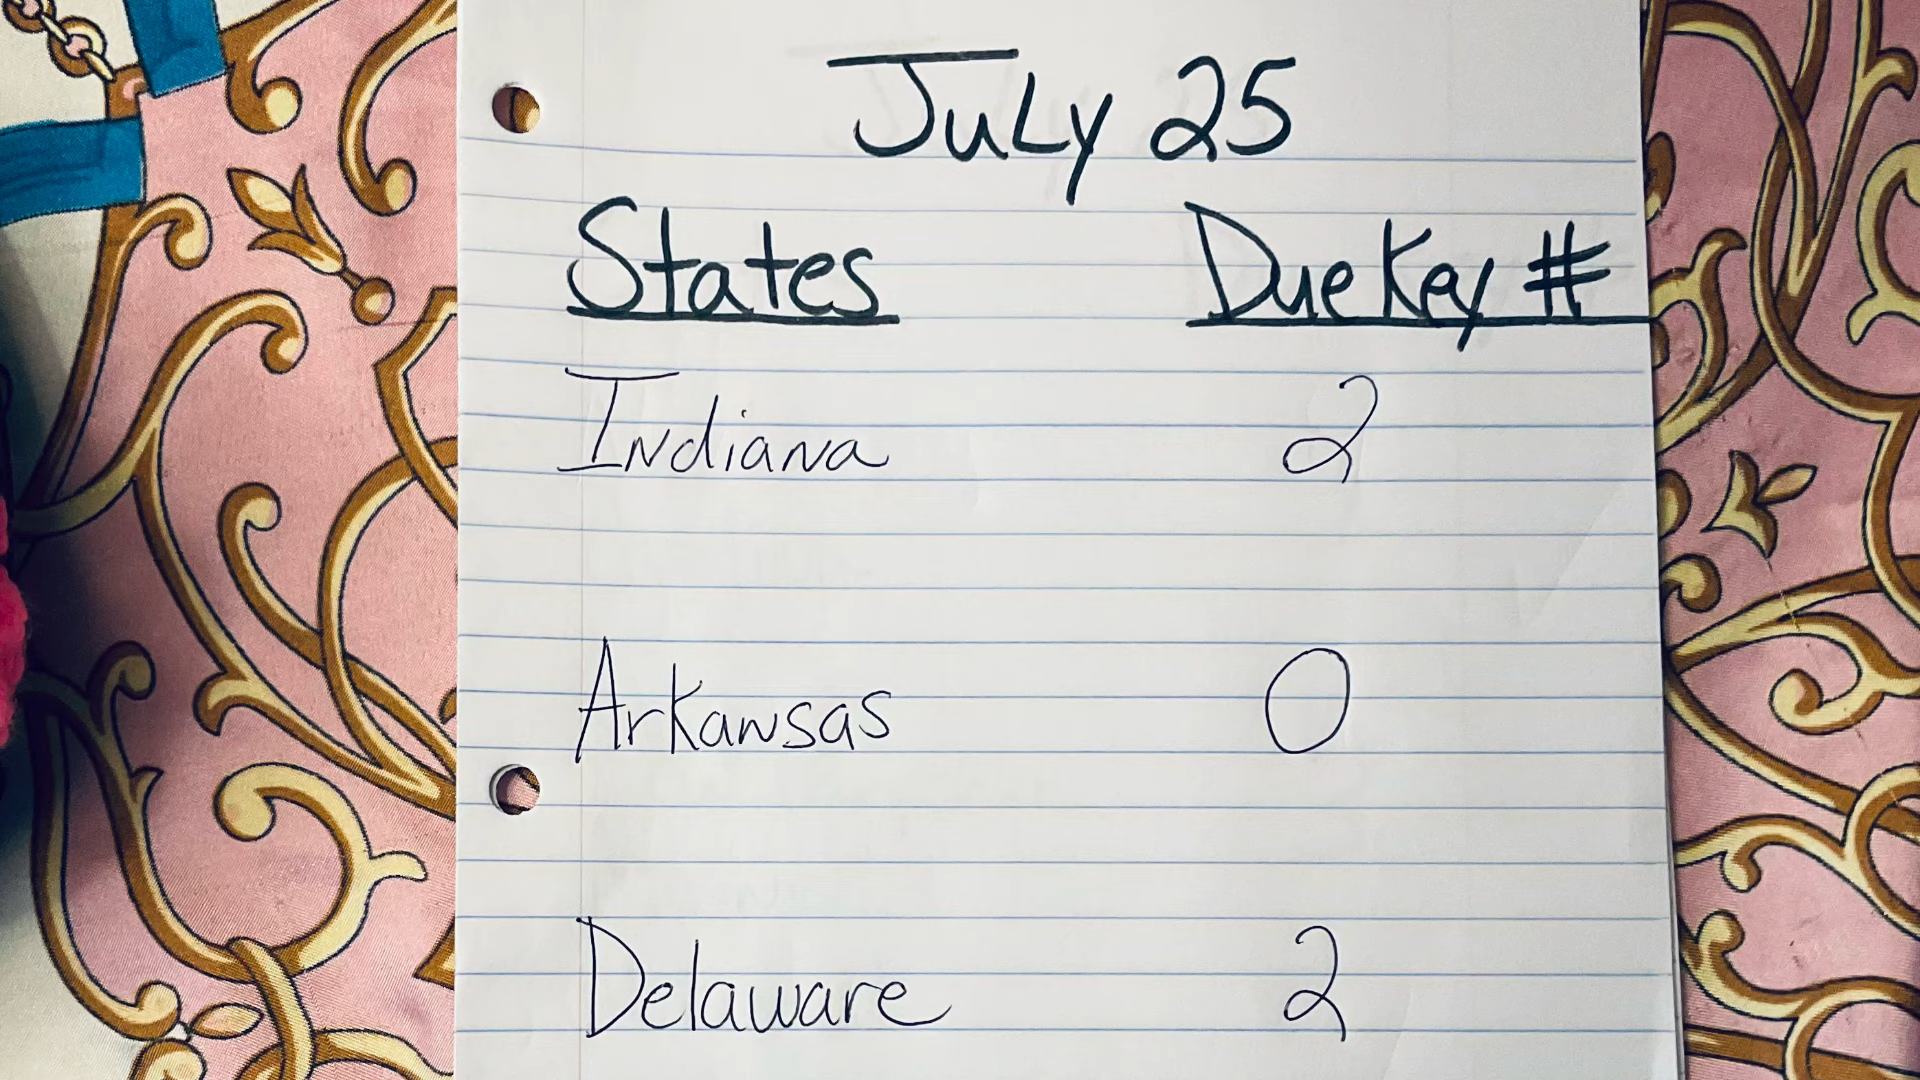 July 25
States Due Key #
Indiana 2
Arkansas 0
Delaware 2